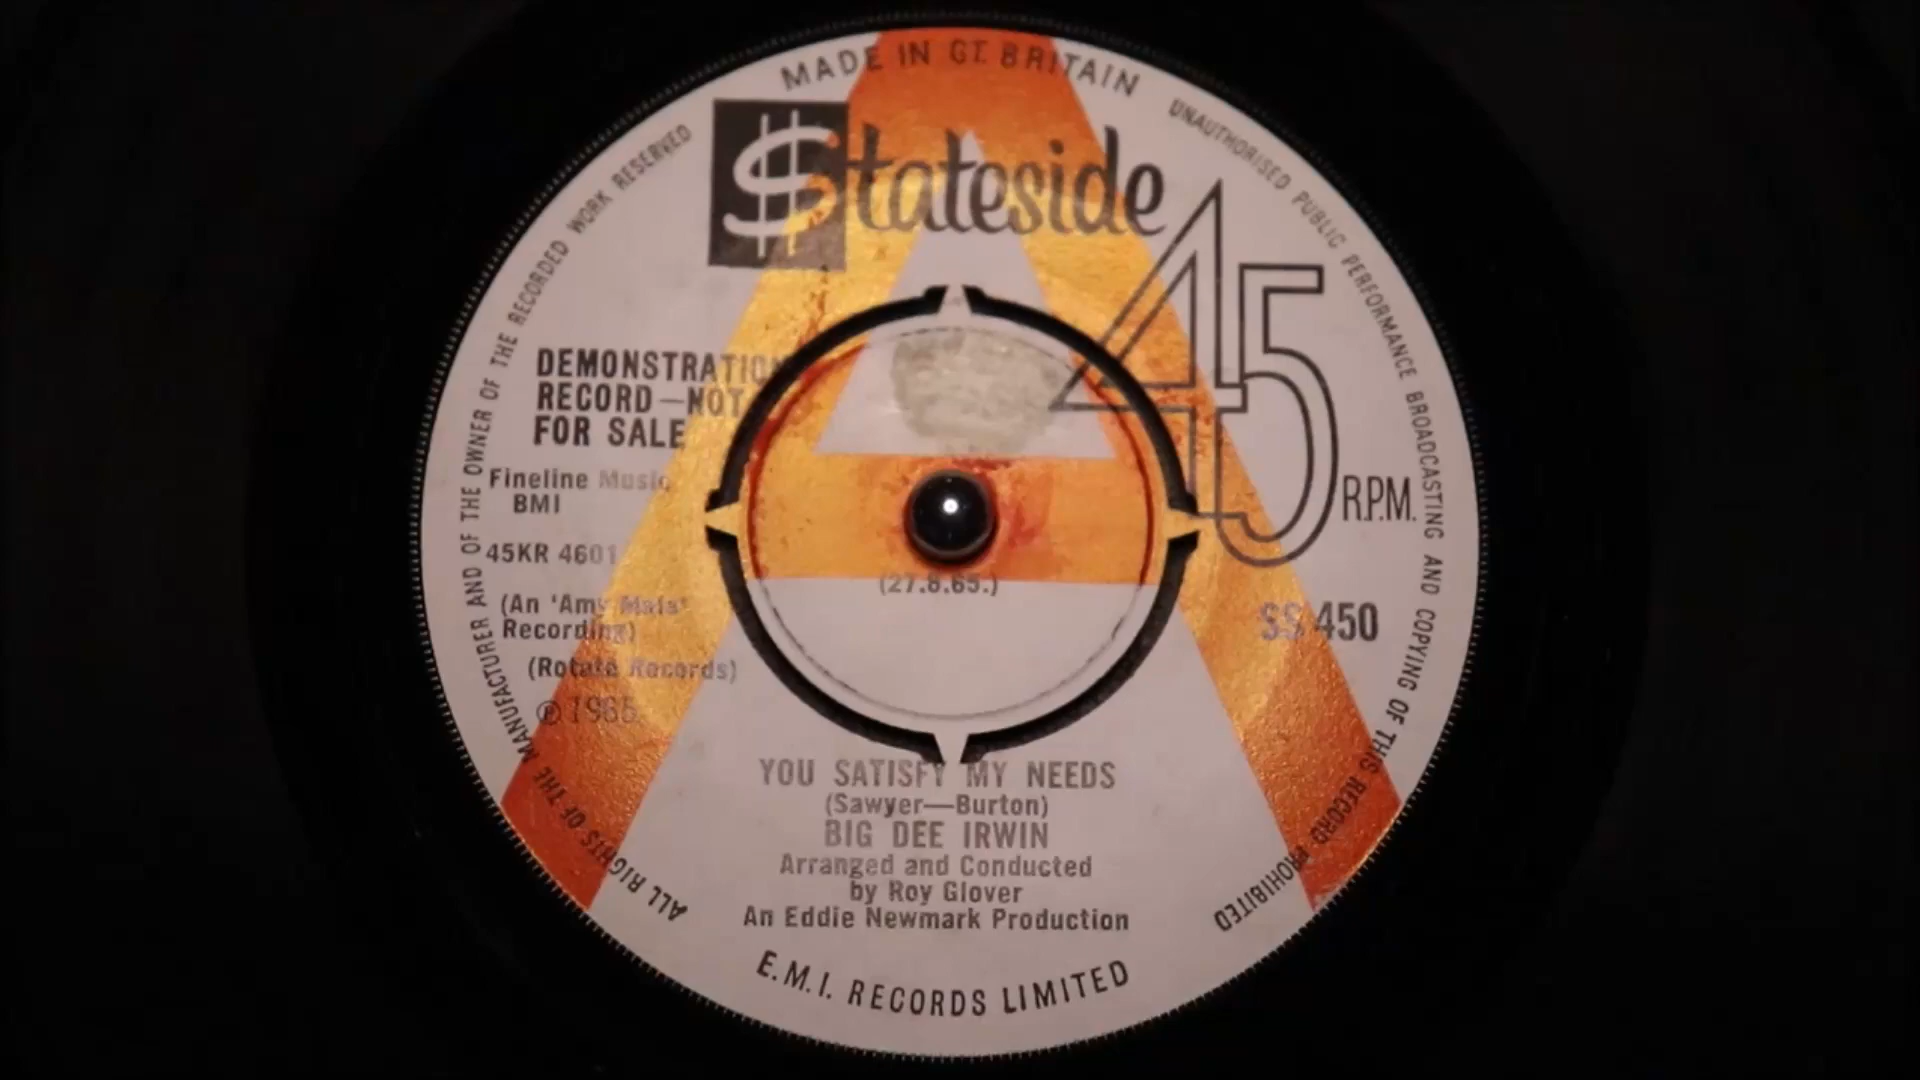 MADE IN GT. BRITAIN
$tateside
45
R.P.M.
DEMONSTRATION
RECORD—NOT
FOR SALE
Fineline Music
BMI
45KR 4601
(An 'Amy Mala'
Recording)
(Rotate Records)
℗ 1965
(27.8.65.)
SS 450
YOU SATISFY MY NEEDS
(Sawyer—Burton)
BIG DEE IRWIN
Arranged and Conducted
by Roy Glover
An Eddie Newmark Production
E.M.I. RECORDS LIMITED
ALL RIGHTS OF THE MANUFACTURER AND OF THE OWNER OF THE RECORDED WORK RESERVED
UNAUTHORISED PUBLIC PERFORMANCE BROADCASTING AND COPYING OF THIS RECORD PROHIBITED